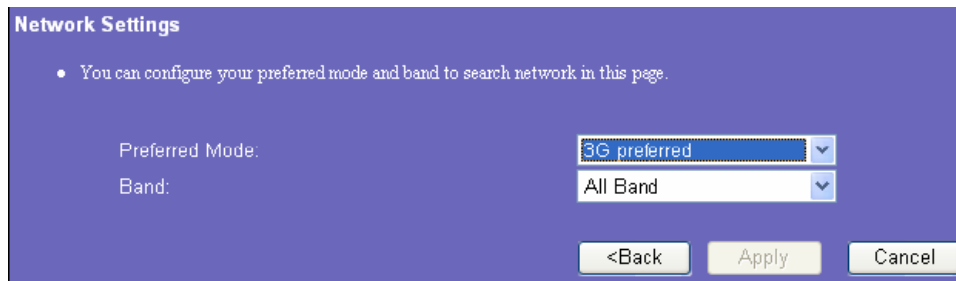 Network Settings
• You can configure your preferred mode and band to search network in this page.
Preferred Mode: 3G preferred
Band: All Band
<Back Apply Cancel